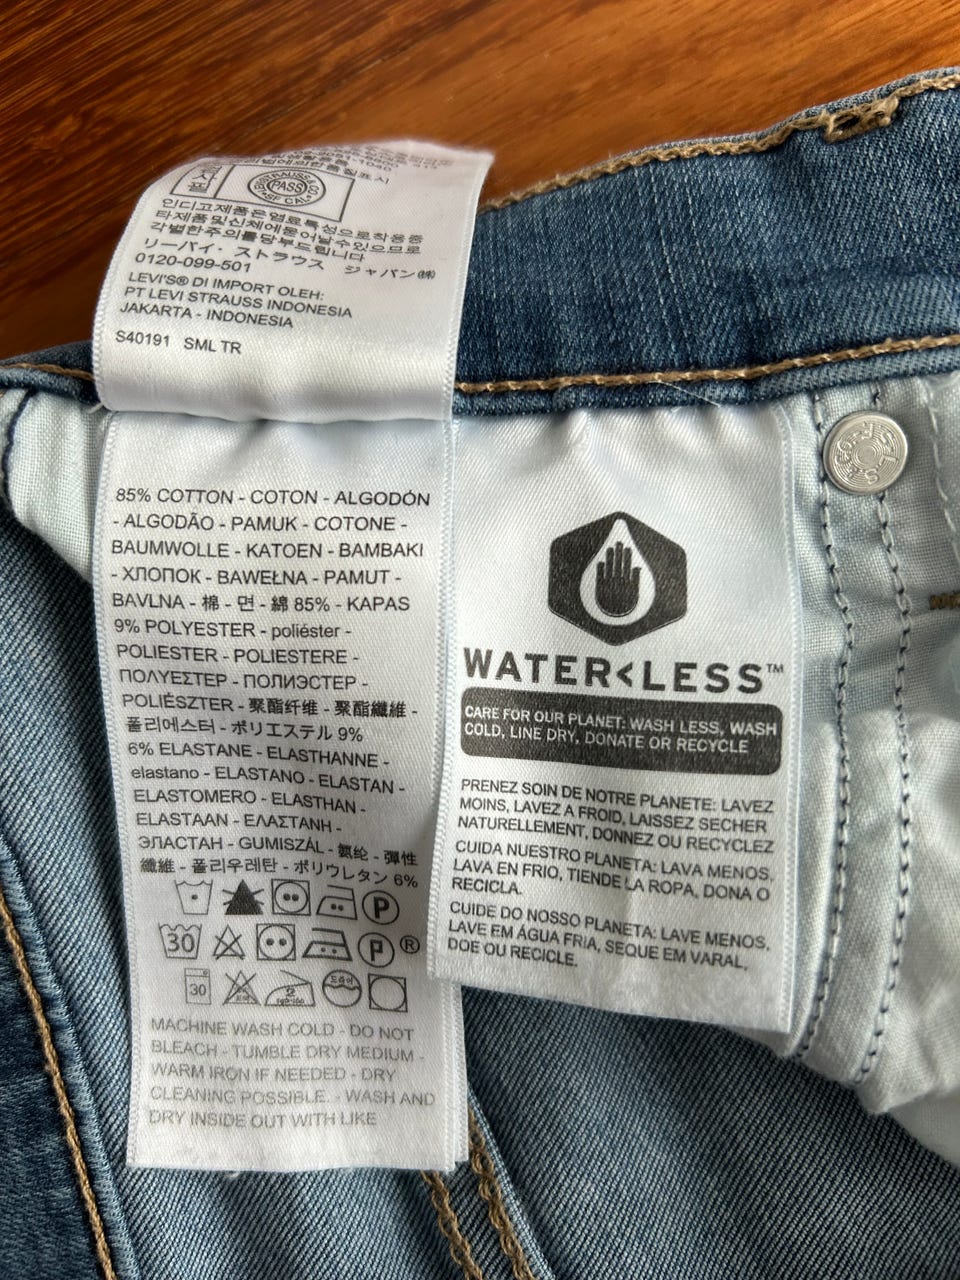 PASS
인디고제품은염료특성으로착용중
타제품및신체에묻어날수있으므로
각별한주의를당부드립니다
リーバイ・ストラウス ジャパン㈱
0120-099-501
LEVI'S® DI IMPORT OLEH:
PT LEVI STRAUSS INDONESIA
JAKARTA - INDONESIA
S40191 SML TR
85% COTTON - COTON - ALGODÓN
- ALGODÃO - PAMUK - COTONE -
BAUMWOLLE - KATOEN - BAMBAKI
- ХЛОПОК - BAWEŁNA - PAMUT -
BAVLNA - 棉 - 면 - 綿 85% - KAPAS
9% POLYESTER - poliéster -
POLIESTER - POLIESTERE -
ΠΟΛΥΕΣΤΕΡ - ПОЛИЭСТЕР -
POLIÉSZTER - 聚酯纤维 - 聚酯纖維 -
폴리에스터 - ポリエステル 9%
6% ELASTANE - ELASTHANNE -
elastano - ELASTANO - ELASTAN -
ELASTOMERO - ELASTHAN -
ELASTAAN - ΕΛΑΣΤΑΝΗ -
ЭЛАСТАН - GUMISZÁL - 氨纶 - 彈性
纖維 - 폴리우레탄 - ポリウレタン 6%
P
30 P ®
30 2
MACHINE WASH COLD - DO NOT
BLEACH - TUMBLE DRY MEDIUM -
WARM IRON IF NEEDED - DRY
CLEANING POSSIBLE. - WASH AND
DRY INSIDE OUT WITH LIKE
WATER<LESS™
CARE FOR OUR PLANET: WASH LESS, WASH
COLD, LINE DRY, DONATE OR RECYCLE
PRENEZ SOIN DE NOTRE PLANETE: LAVEZ
MOINS, LAVEZ A FROID, LAISSEZ SECHER
NATURELLEMENT, DONNEZ OU RECYCLEZ
CUIDA NUESTRO PLANETA: LAVA MENOS,
LAVA EN FRIO, TIENDE LA ROPA, DONA O
RECICLA.
CUIDE DO NOSSO PLANETA: LAVE MENOS,
LAVE EM ÁGUA FRIA, SEQUE EM VARAL,
DOE OU RECICLE.